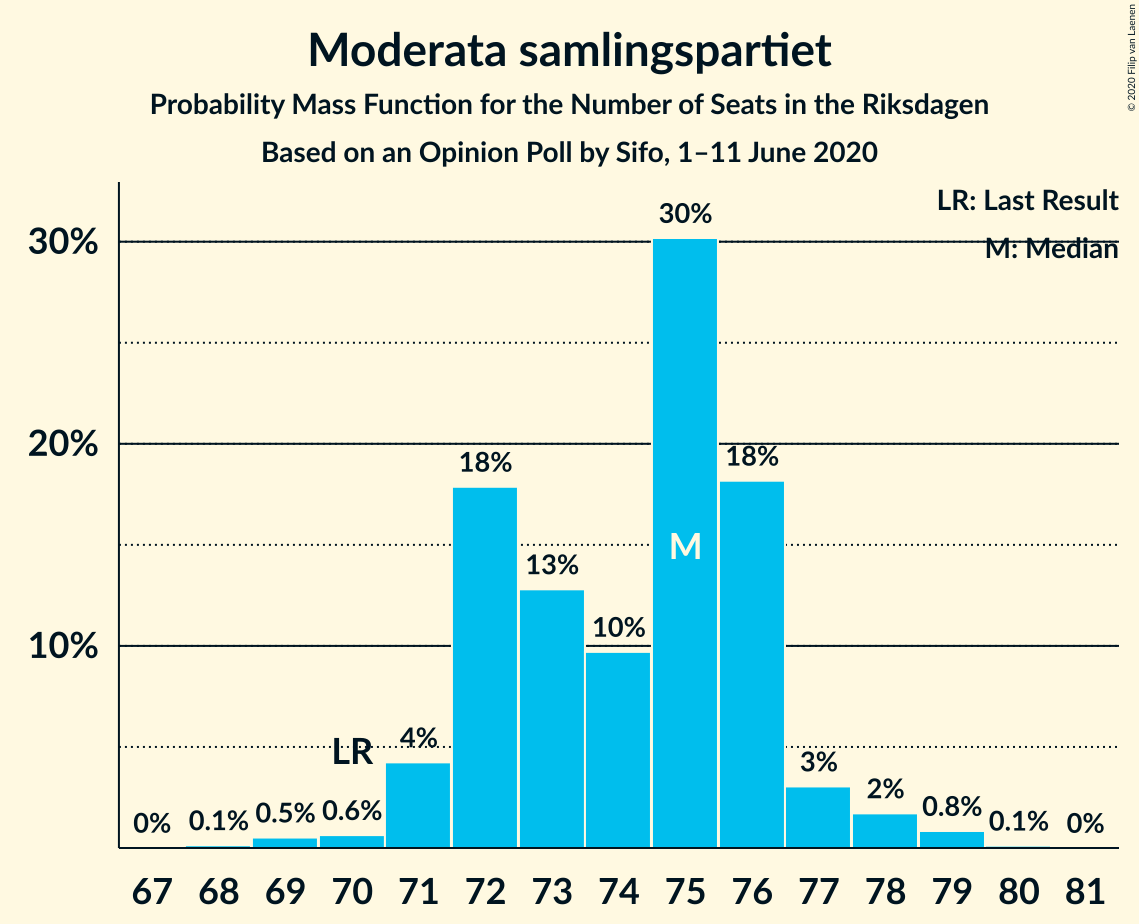 Moderata samlingspartiet
Probability Mass Function for the Number of Seats in the Riksdagen
Based on an Opinion Poll by Sifo, 1–11 June 2020
© 2020 Filip van Laenen
LR: Last Result
M: Median
30%
20%
10%
0%
0.1%
0.5%
0.6%
LR
4%
18%
13%
10%
30%
M
18%
3%
2%
0.8%
0.1%
0%
67 68 69 70 71 72 73 74 75 76 77 78 79 80 81